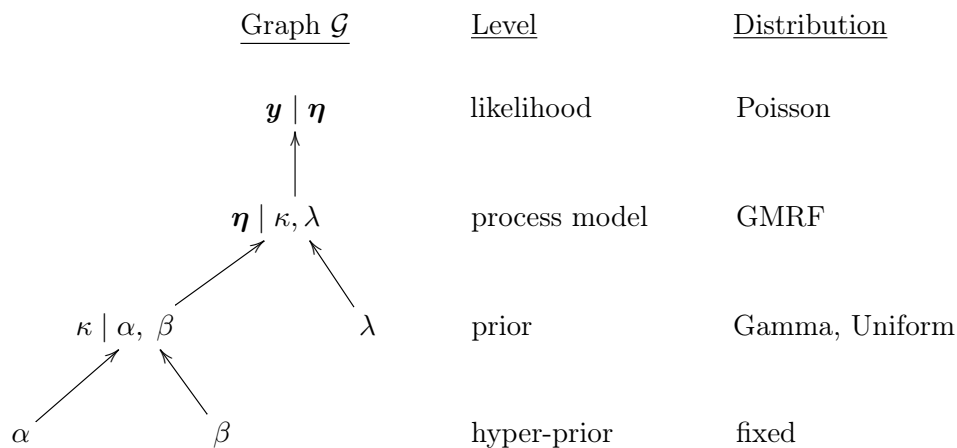 Graph 𝒢 Level Distribution
𝒚 | 𝜼 likelihood Poisson
𝜼 | κ, λ process model GMRF
κ | α, β λ prior Gamma, Uniform
α β hyper-prior fixed